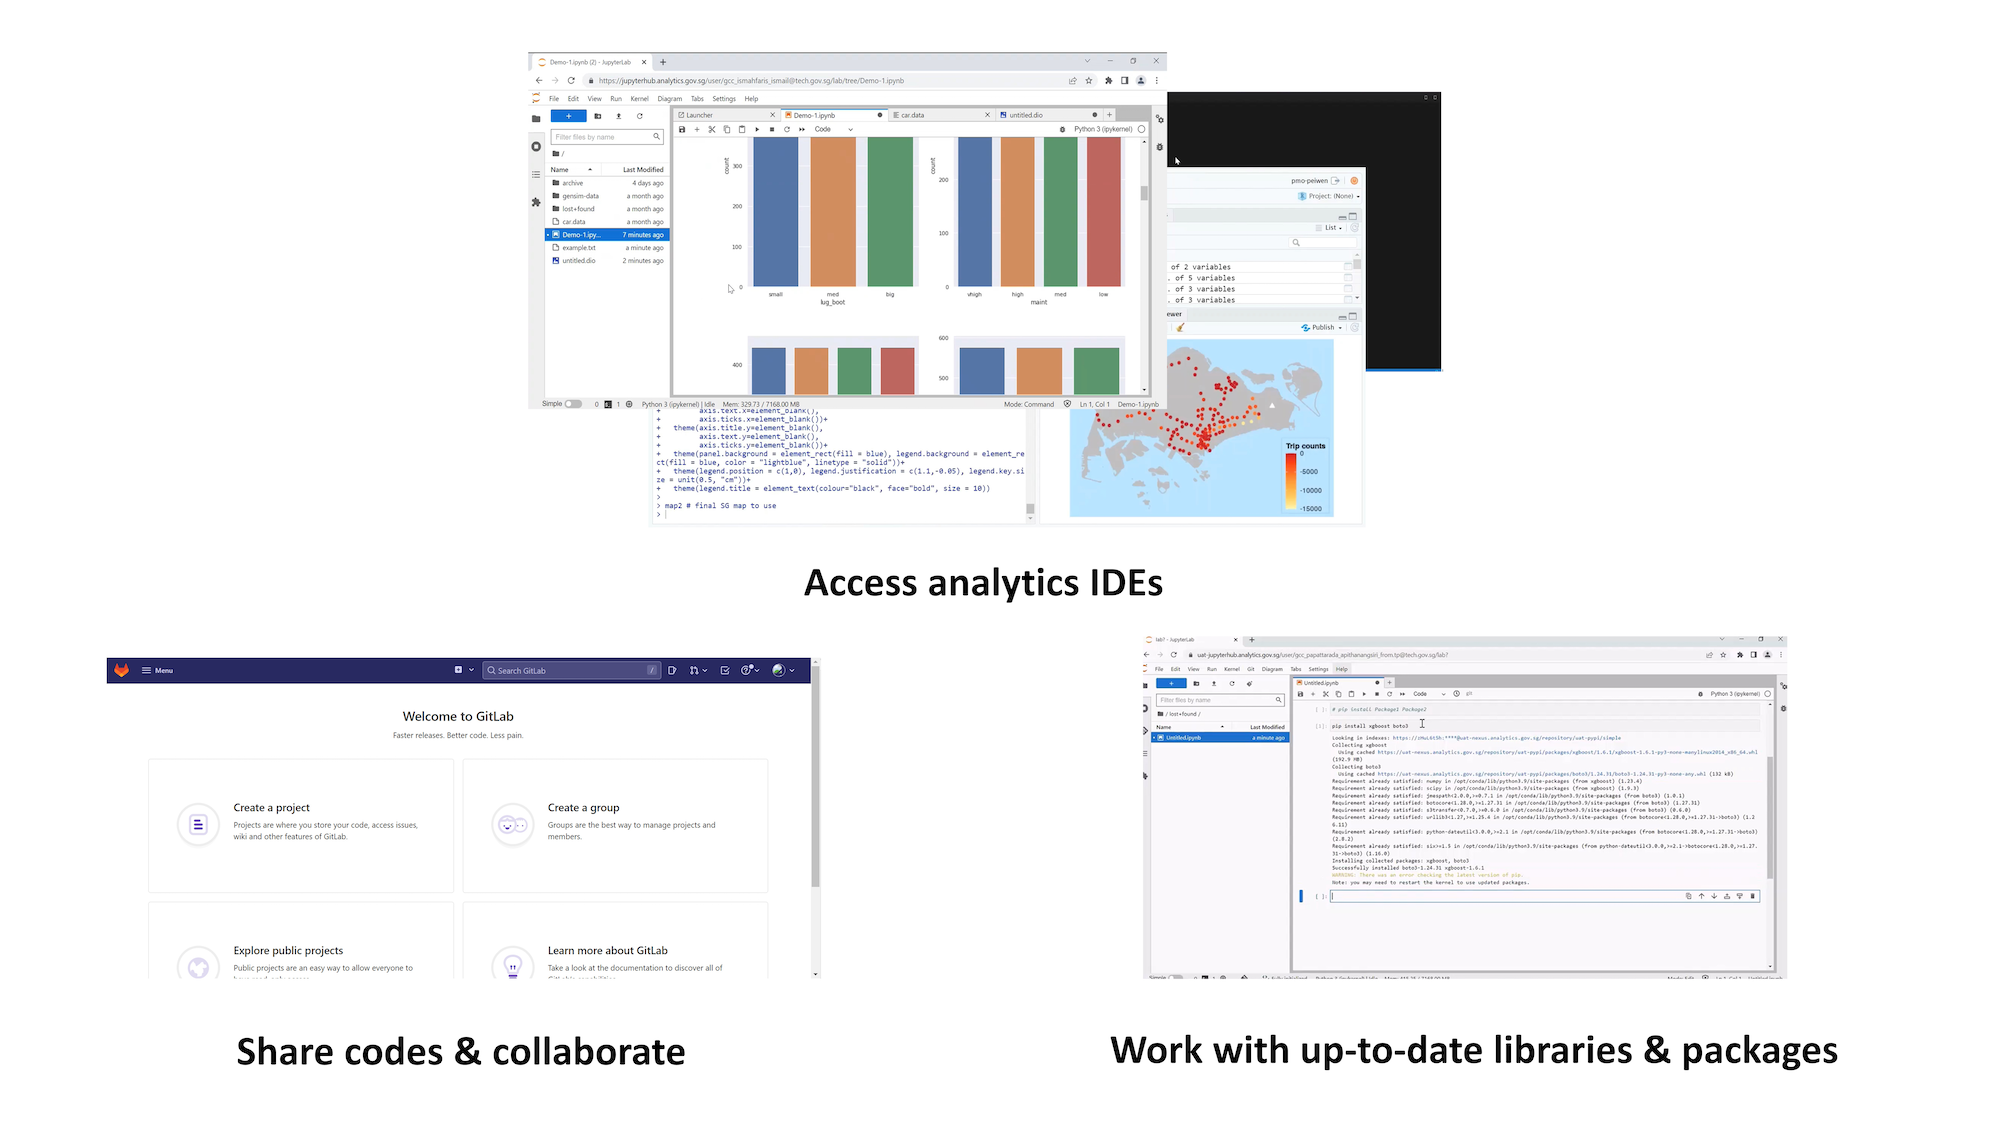 Demo-1.ipynb (2) - JupyterLab
https://jupyterhub.analytics.gov.sg/user/gcc_ismahfaris_ismail@tech.gov.sg/lab/tree/Demo-1.ipynb
File Edit View Run Kernel Diagram Tabs Settings Help
Launcher Demo-1.ipynb car.data untitled.dio
Filter files by name
Code
Python 3 (ipykernel)
/
Name Last Modified
archive 4 days ago
gensim-data a month ago
lost+found a month ago
car.data a month ago
Demo-1.ipy... 7 minutes ago
example.txt a minute ago
untitled.dio 2 minutes ago
count
300
200
100
0
small med big
lug_boot
count
200
100
0
vhigh high med low
maint
400
600
500
Simple 0 1 Python 3 (ipykernel) | Idle Mem: 329.73 / 7168.00 MB
Mode: Command Ln 1, Col 1 Demo-1.ipynb
pmo-peiwen
Project: (None)
List
of 2 variables
. of 5 variables
. of 3 variables
. of 3 variables
ewer
Publish
Trip counts
0
-5000
-10000
-15000
+ axis.text.x=element_blank(),
+ axis.ticks.x=element_blank())+
+ theme(axis.title.y=element_blank(),
+ axis.text.y=element_blank(),
+ axis.ticks.y=element_blank())+
+ theme(panel.background = element_rect(fill = blue), legend.background = element_re
ct(fill = blue, color = "lightblue", linetype = "solid"))+
+ theme(legend.position = c(1,0), legend.justification = c(1.1,-0.05), legend.key.si
ze = unit(0.5, "cm"))+
+ theme(legend.title = element_text(colour="black", face="bold", size = 10))
>
> map2 # final SG map to use
>
Access analytics IDEs
Menu
Search GitLab
/
Welcome to GitLab
Faster releases. Better code. Less pain.
Create a project
Projects are where you store your code, access issues,
wiki and other features of GitLab.
Create a group
Groups are the best way to manage projects and
members.
Explore public projects
Public projects are an easy way to allow everyone to
Learn more about GitLab
Take a look at the documentation to discover all of
Share codes & collaborate
lab? - JupyterLab
uat-jupyterhub.analytics.gov.sg/user/gcc_papattarada_apithanangsiri_from.tp@tech.gov.sg/lab?
File Edit View Run Kernel Git Diagram Tabs Settings Help
Untitled.ipynb
Filter files by name
Code
Python 3 (ipykernel)
/ lost+found /
Name Last Modified
Untitled.ipynb a minute ago
[ ]: # pip install Package1 Package2
[1]: pip install xgboost boto3
Collecting xgboost
Using cached https://uat-nexus.analytics.gov.sg/repository/uat-pypi/packages/xgboost/1.6.1/xgboost-1.6.1-py3-none-manylinux2014_x86_64.whl
(192.9 MB)
Collecting boto3
Using cached https://uat-nexus.analytics.gov.sg/repository/uat-pypi/packages/boto3/1.24.31/boto3-1.24.31-py3-none-any.whl (132 kB)
Requirement already satisfied: numpy in /opt/conda/lib/python3.9/site-packages (from xgboost) (1.23.4)
Requirement already satisfied: scipy in /opt/conda/lib/python3.9/site-packages (from xgboost) (1.9.3)
Requirement already satisfied: jmespath<2.0.0,>=0.7.1 in /opt/conda/lib/python3.9/site-packages (from boto3) (1.0.1)
Requirement already satisfied: botocore<1.28.0,>=1.27.31 in /opt/conda/lib/python3.9/site-packages (from boto3) (1.27.31)
Requirement already satisfied: s3transfer<0.7.0,>=0.6.0 in /opt/conda/lib/python3.9/site-packages (from boto3) (0.6.0)
Requirement already satisfied: urllib3<1.27,>=1.25.4 in /opt/conda/lib/python3.9/site-packages (from botocore<1.28.0,>=1.27.31->boto3) (1.2
6.11)
Requirement already satisfied: python-dateutil<3.0.0,>=2.1 in /opt/conda/lib/python3.9/site-packages (from botocore<1.28.0,>=1.27.31->boto3)
(2.8.2)
Requirement already satisfied: six>=1.5 in /opt/conda/lib/python3.9/site-packages (from python-dateutil<3.0.0,>=2.1->botocore<1.28.0,>=1.27.
31->boto3) (1.16.0)
Installing collected packages: xgboost, boto3
Successfully installed boto3-1.24.31 xgboost-1.6.1
WARNING: There was an error checking the latest version of pip.
Note: you may need to restart the kernel to use updated packages.
[ ]:
Work with up-to-date libraries & packages